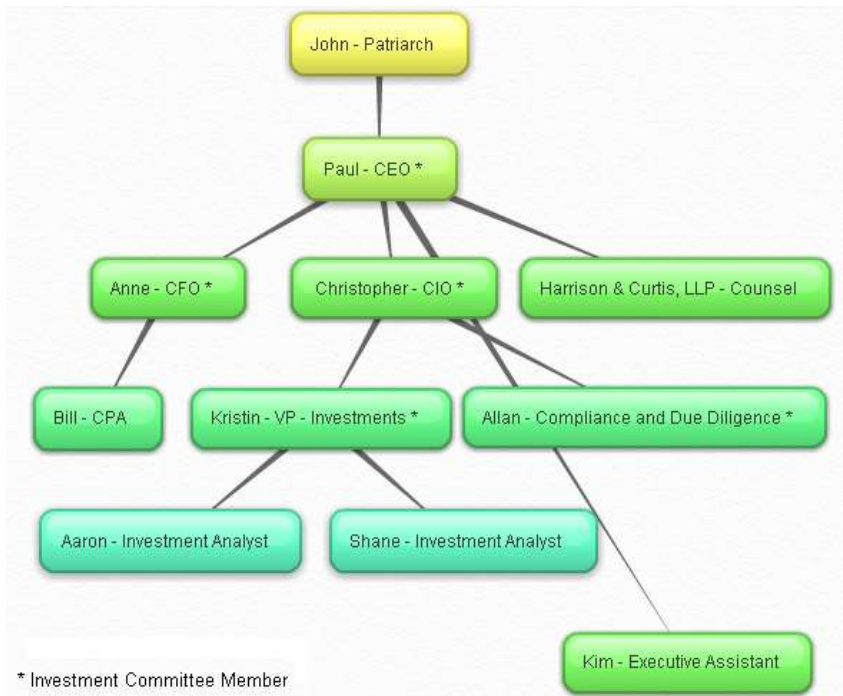 John - Patriarch
Paul - CEO *
Anne - CFO *
Christopher - CIO *
Harrison & Curtis, LLP - Counsel
Bill - CPA
Kristin - VP - Investments *
Allan - Compliance and Due Diligence *
Aaron - Investment Analyst
Shane - Investment Analyst
Kim - Executive Assistant
* Investment Committee Member